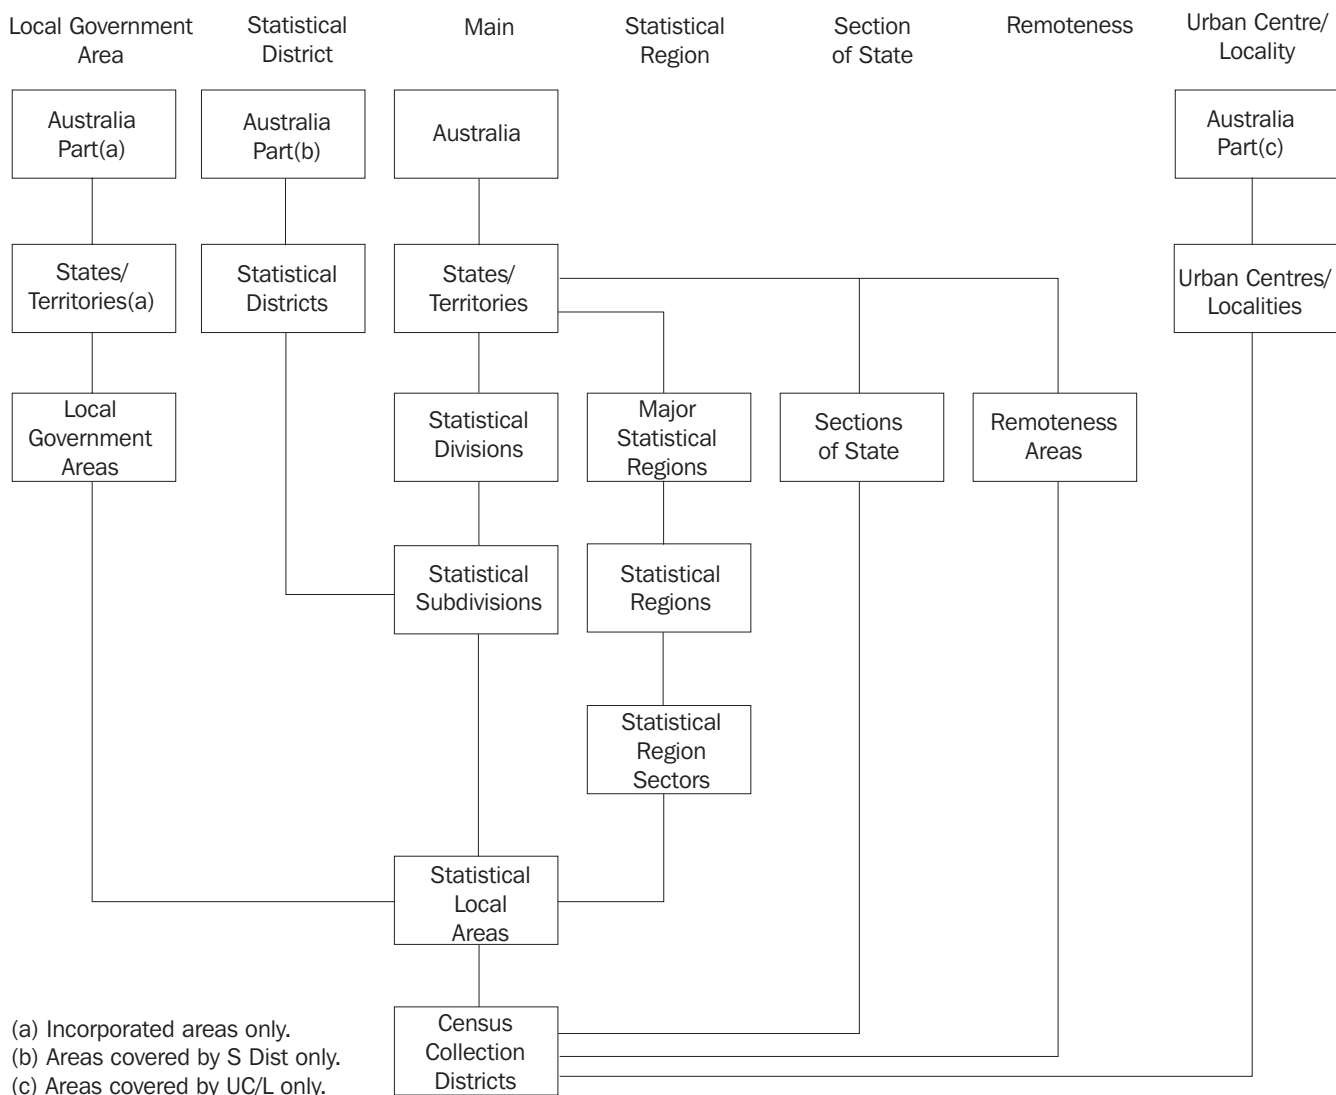 Local Government
Area
Statistical
District
Main
Statistical
Region
Section
of State
Remoteness
Urban Centre/
Locality
Australia
Part(a)
Australia
Part(b)
Australia
Australia
Part(c)
States/
Territories(a)
Statistical
Districts
States/
Territories
Urban Centres/
Localities
Local
Government
Areas
Statistical
Divisions
Major
Statistical
Regions
Sections
of State
Remoteness
Areas
Statistical
Subdivisions
Statistical
Regions
Statistical
Region
Sectors
Statistical
Local
Areas
Census
Collection
Districts
(a) Incorporated areas only.
(b) Areas covered by S Dist only.
(c) Areas covered by UC/L only.